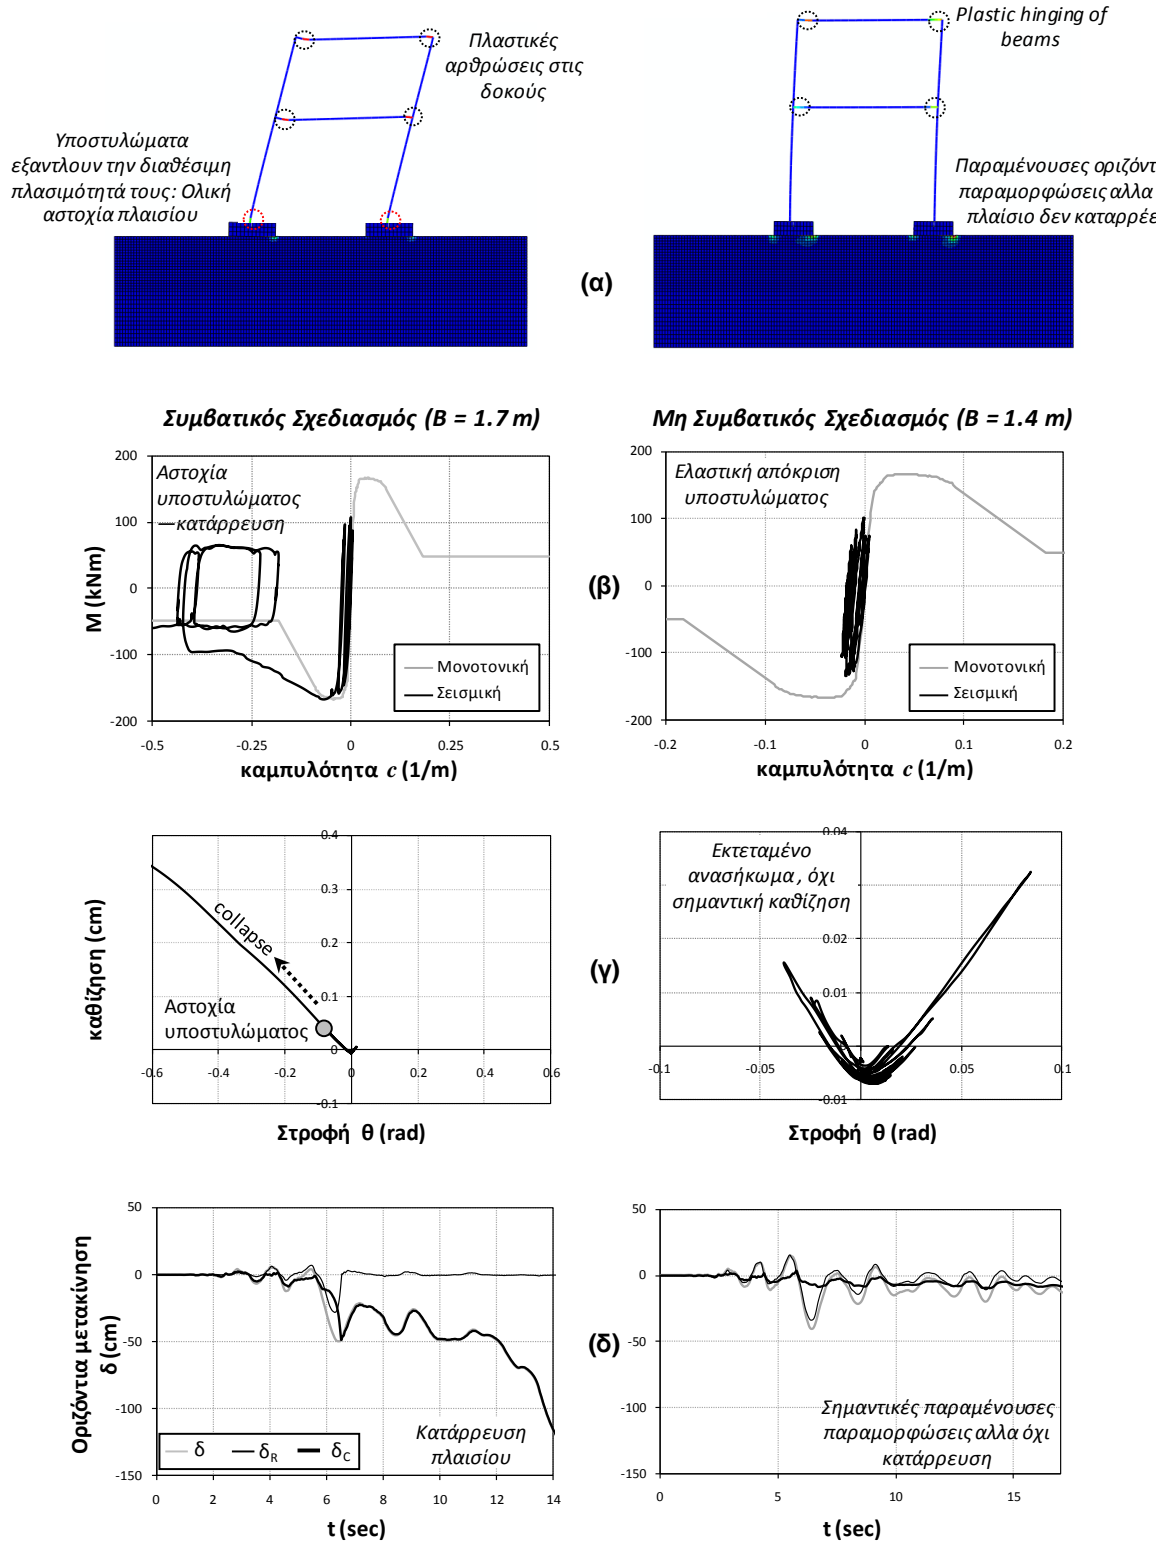 Πλαστικές
αρθρώσεις στις
δοκούς
Υποστυλώματα
εξαντλουν την διαθέσιμη
πλασιμότητά τους: Ολική
αστοχία πλαισίου
Plastic hinging of
beams
Παραμένουσες οριζόντ
παραμορφώσεις αλλα
πλαίσιο δεν καταρρέε
(α)
Συμβατικός Σχεδιασμός (B = 1.7 m)
Μη Συμβατικός Σχεδιασμός (B = 1.4 m)
Αστοχία
υποστυλώματος
—κατάρρευση
200
100
0
-100
-200
M (kNm)
Μονοτονική
Σεισμική
-0.5
-0.25
0
0.25
0.5
καμπυλότητα c (1/m)
(β)
Ελαστική απόκριση
υποστυλώματος
200
100
0
-100
-200
Μονοτονική
Σεισμική
-0.2
-0.1
0
0.1
0.2
καμπυλότητα c (1/m)
0.4
0.3
0.2
0.1
0
-0.1
καθίζηση (cm)
collapse
Αστοχία
υποστυλώματος
-0.6
-0.4
-0.2
0
0.2
0.4
0.6
Στροφή θ (rad)
(γ)
Εκτεταμένο
ανασήκωμα , όχι
σημαντική καθίζηση
0.04
0.02
0.01
0
-0.01
-0.1
-0.05
0
0.05
0.1
Στροφή θ (rad)
50
0
-50
-100
-150
Οριζόντια μετακίνηση
δ (cm)
Κατάρρευση
πλαισίου
δ
δR
δC
0
2
4
6
8
10
12
14
t (sec)
(δ)
50
0
-50
-100
-150
Σημαντικές παραμένουσες
παραμορφώσεις αλλα όχι
κατάρρευση
0
5
10
15
t (sec)